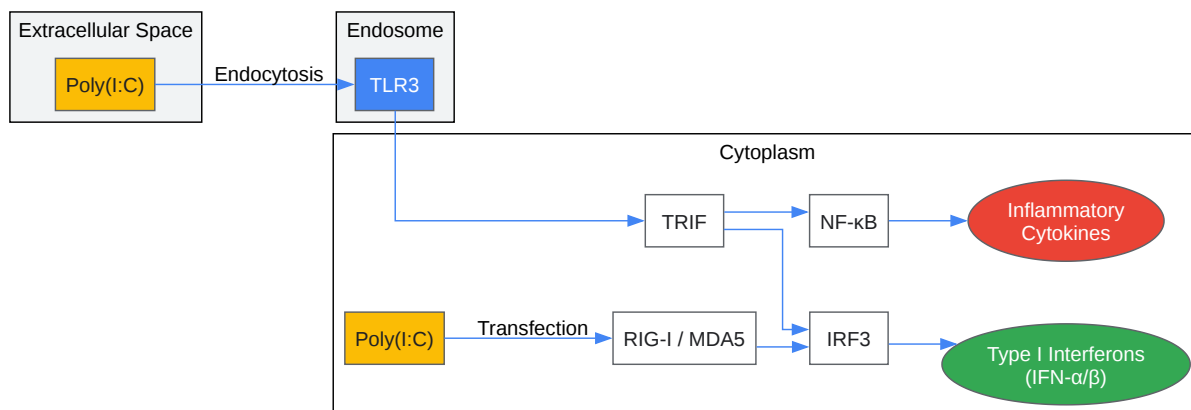 Extracellular Space
Endosome
Poly(I:C)
Endocytosis
TLR3
Cytoplasm
TRIF
NF-κB
Inflammatory
Cytokines
Poly(I:C)
Transfection
RIG-I / MDA5
IRF3
Type I Interferons
(IFN-α/β)